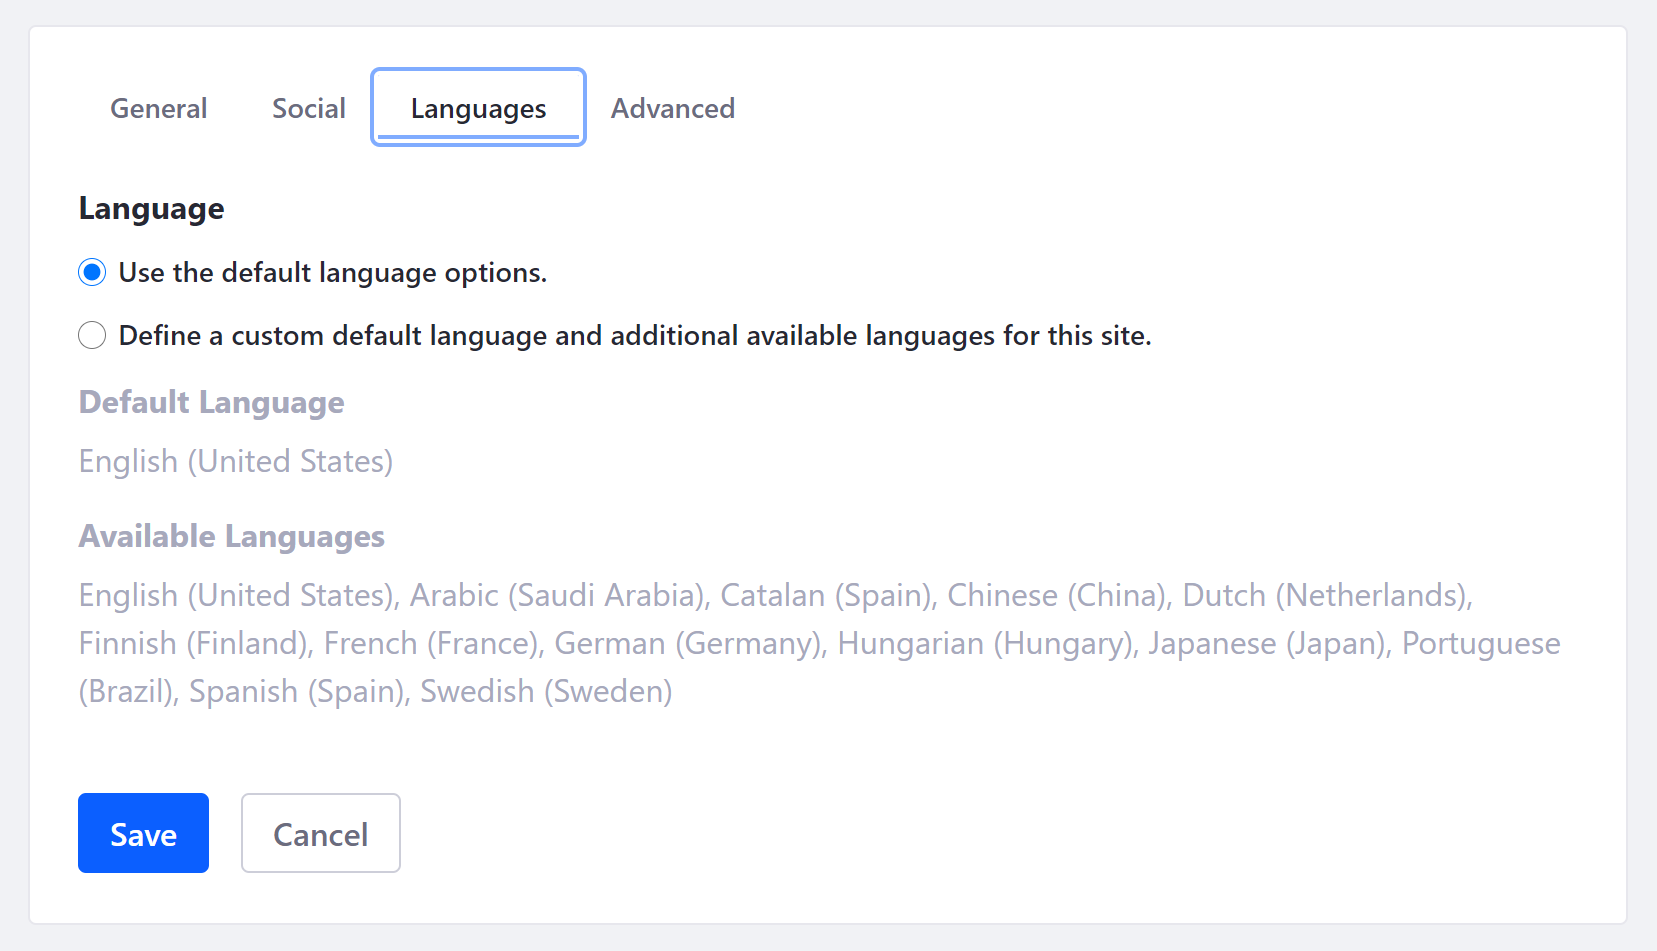 General Social Languages Advanced
Language
Use the default language options.
Define a custom default language and additional available languages for this site.
Default Language
English (United States)
Available Languages
English (United States), Arabic (Saudi Arabia), Catalan (Spain), Chinese (China), Dutch (Netherlands),
Finnish (Finland), French (France), German (Germany), Hungarian (Hungary), Japanese (Japan), Portuguese
(Brazil), Spanish (Spain), Swedish (Sweden)
Save Cancel